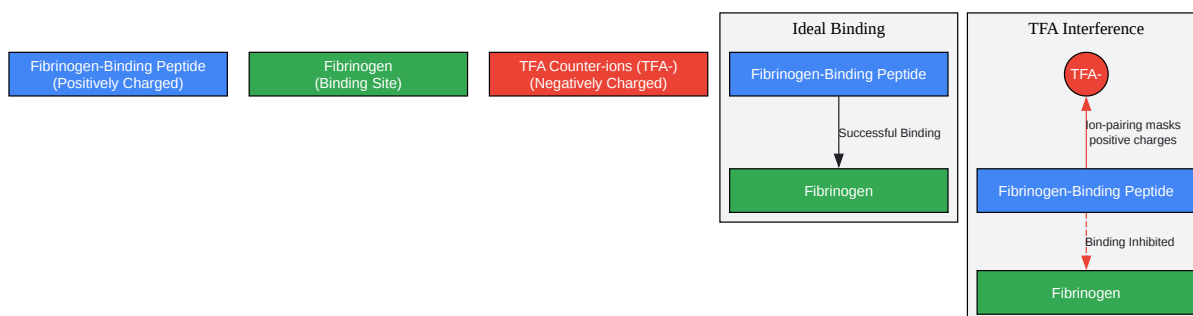 Fibrinogen-Binding Peptide
(Positively Charged)
Fibrinogen
(Binding Site)
TFA Counter-ions (TFA-)
(Negatively Charged)
Ideal Binding
Fibrinogen-Binding Peptide
Successful Binding
Fibrinogen
TFA Interference
TFA-
Ion-pairing masks
positive charges
Fibrinogen-Binding Peptide
Binding Inhibited
Fibrinogen